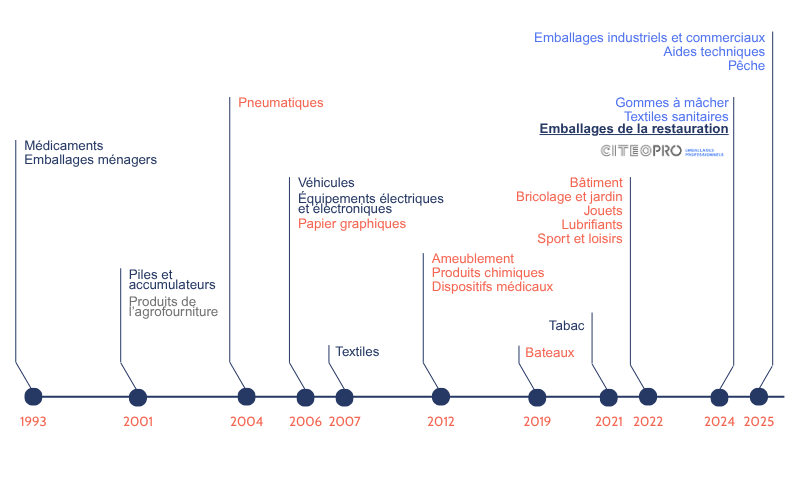 Emballages industriels et commerciaux
Aides techniques
Pêche
Pneumatiques
Gommes à mâcher
Textiles sanitaires
Emballages de la restauration
CITEOPRO EMBALLAGES
PROFESSIONNELS
Médicaments
Emballages ménagers
Véhicules
Équipements électriques
et éléctroniques
Papier graphiques
Bâtiment
Bricolage et jardin
Jouets
Lubrifiants
Sport et loisirs
Ameublement
Produits chimiques
Dispositifs médicaux
Piles et
accumulateurs
Produits de
l'agrofourniture
Tabac
Textiles
Bateaux
1993 2001 2004 2006 2007 2012 2019 2021 2022 2024 2025